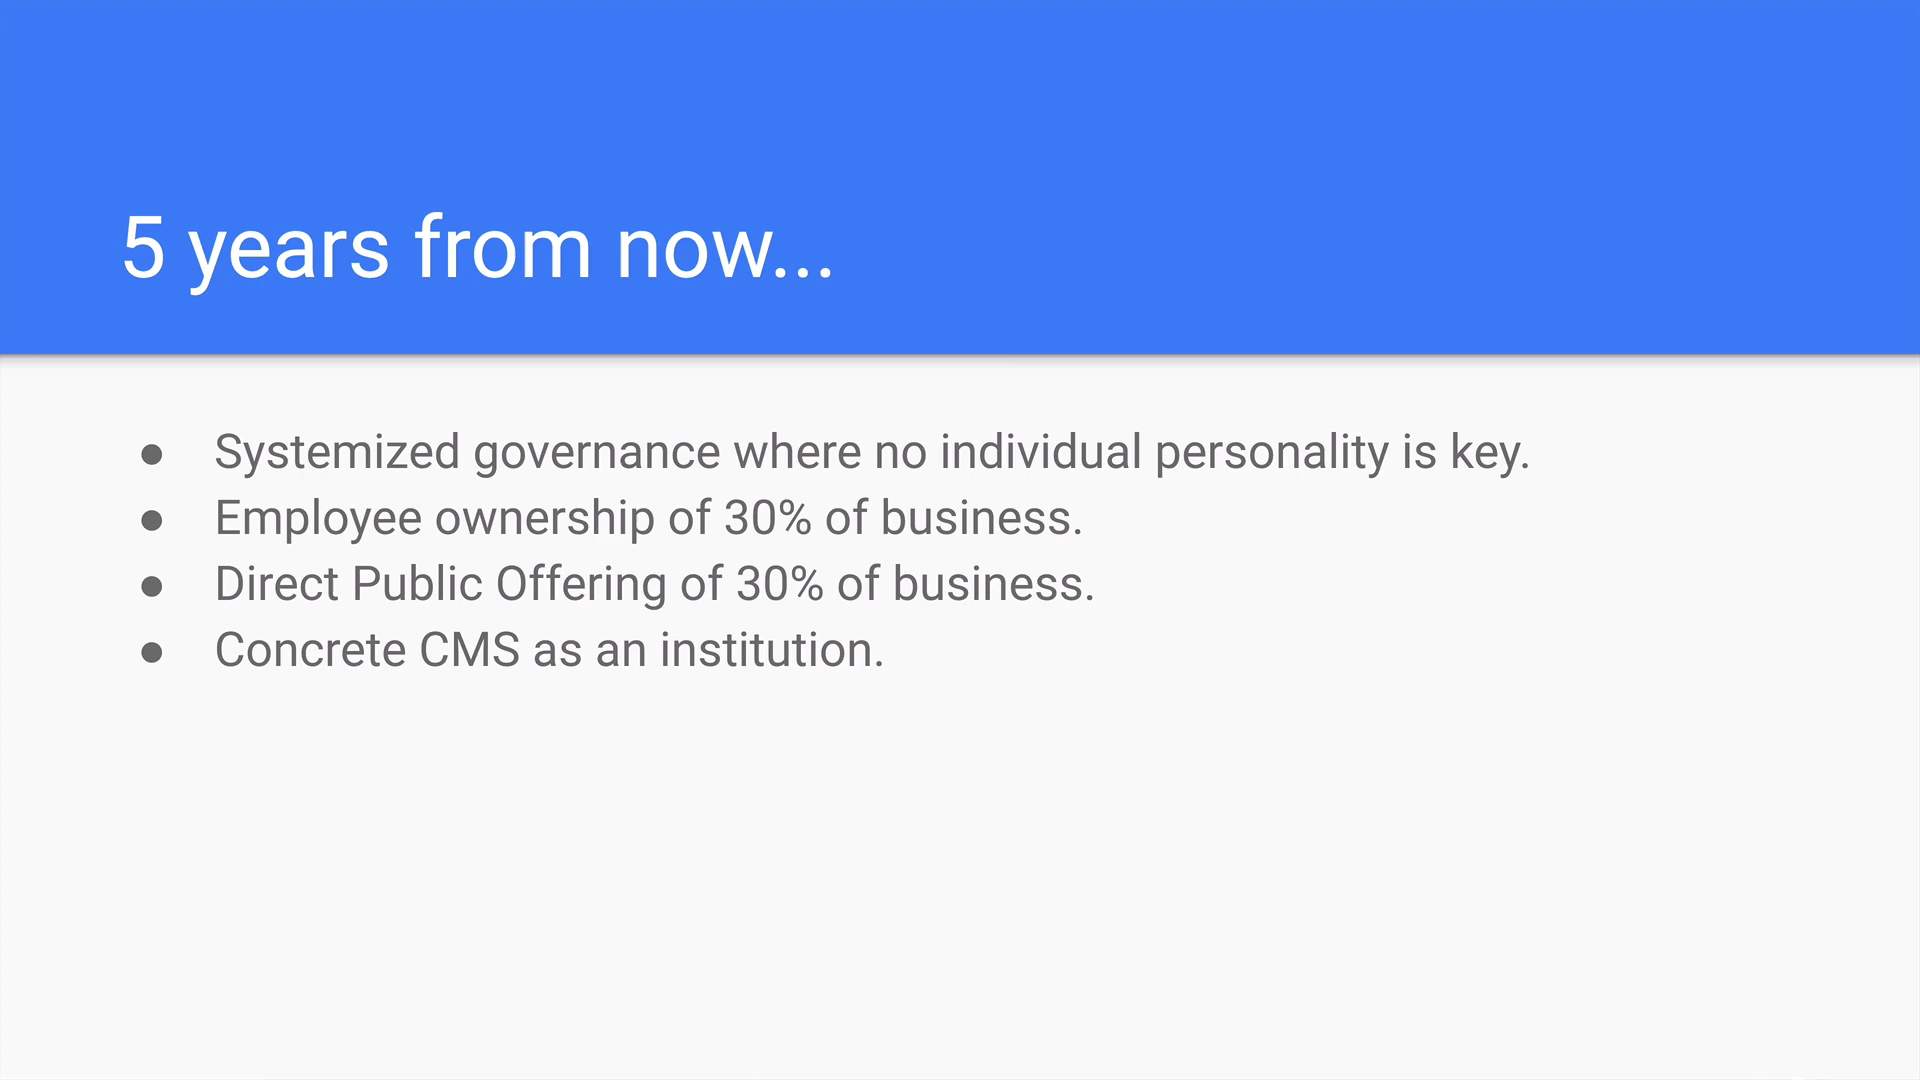 5 years from now...
● Systemized governance where no individual personality is key.
● Employee ownership of 30% of business.
● Direct Public Offering of 30% of business.
● Concrete CMS as an institution.